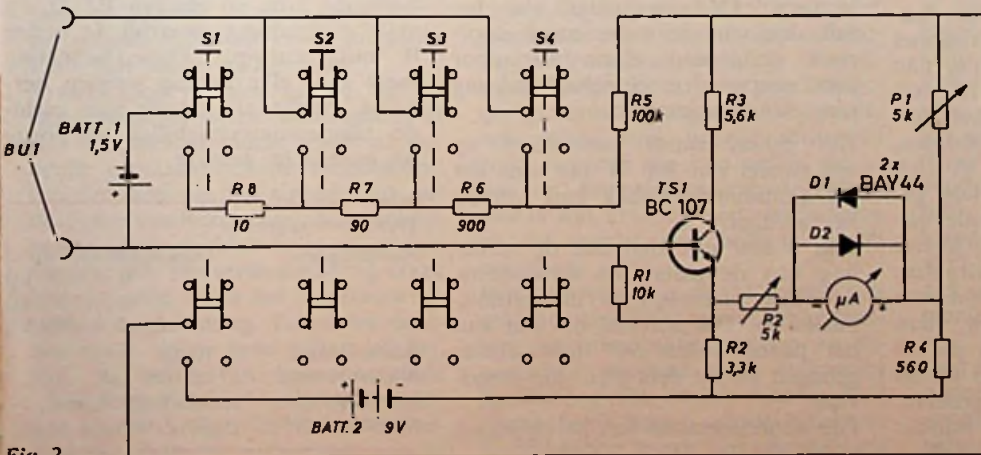 S1 S2 S3 S4
R5
100k
R3
5,6k
P1
5k
BATT.1
1,5V
BU1
-
+
2x
BAY44
D1
D2
TS1
BC 107
R8
10
R7
90
R6
900
R1
10k
µA
- +
P2
5k
R2
3,3k
R4
560
+ -
BATT.2 9V
Fig. 2